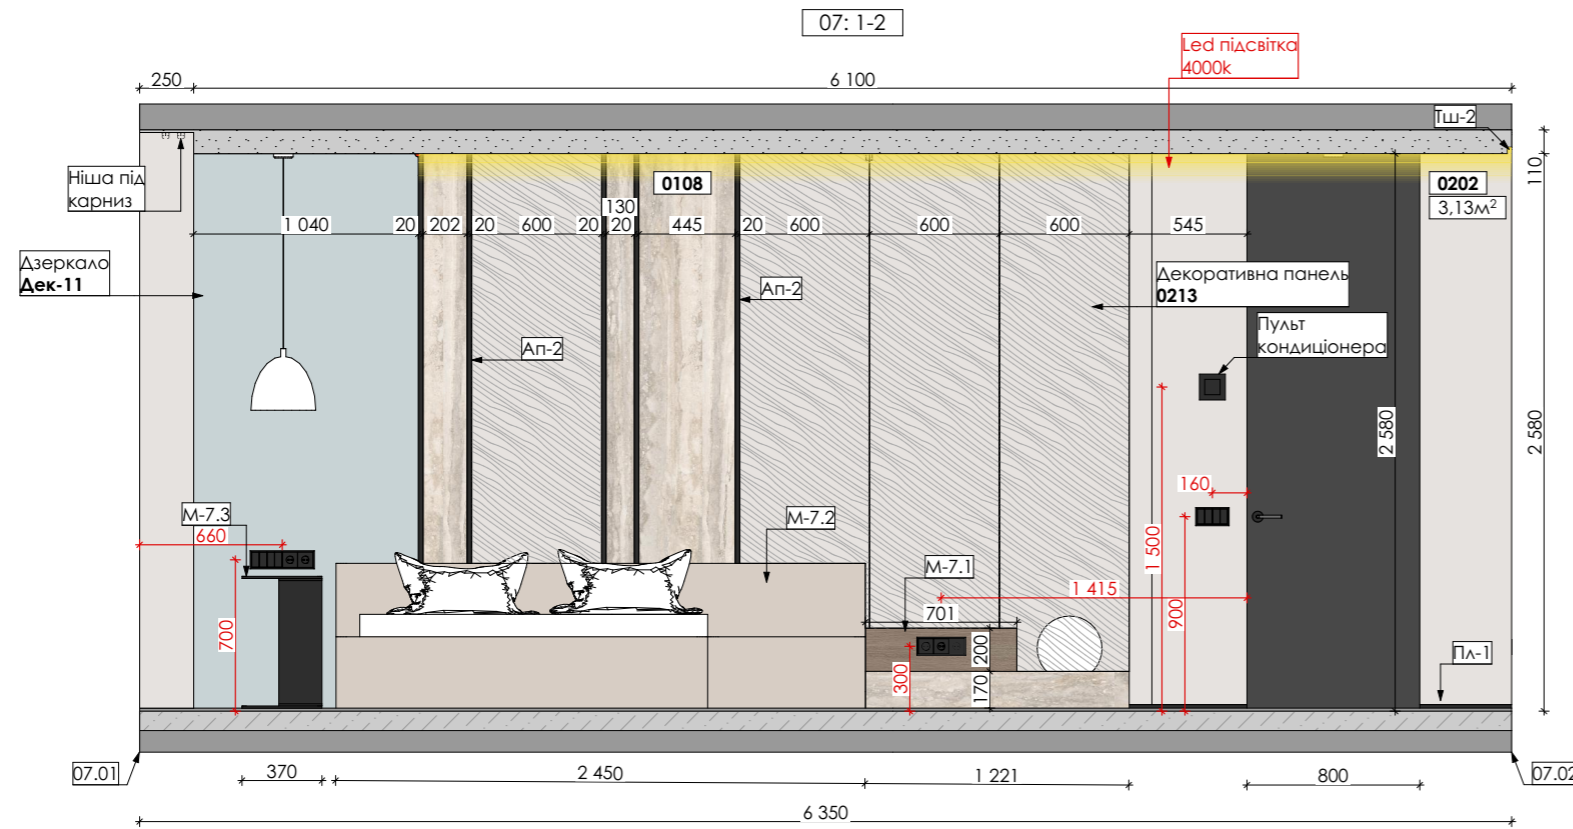 07: 1-2
Led підсвітка
4000k
250
6 100
Тш-2
Ніша під
карниз
0108
0202
3,13м²
110
130
1 040
20
202
20
600
20
20
445
20
600
600
600
545
Дзеркало
Дек-11
Декоративна панель
0213
Ап-2
Ап-2
Пульт
кондиціонера
2 580
2 580
160
М-7.3
М-7.2
660
1 500
М-7.1
1 415
701
900
700
300
200
170
Пл-1
07.01
370
2 450
1 221
800
07.02
6 350